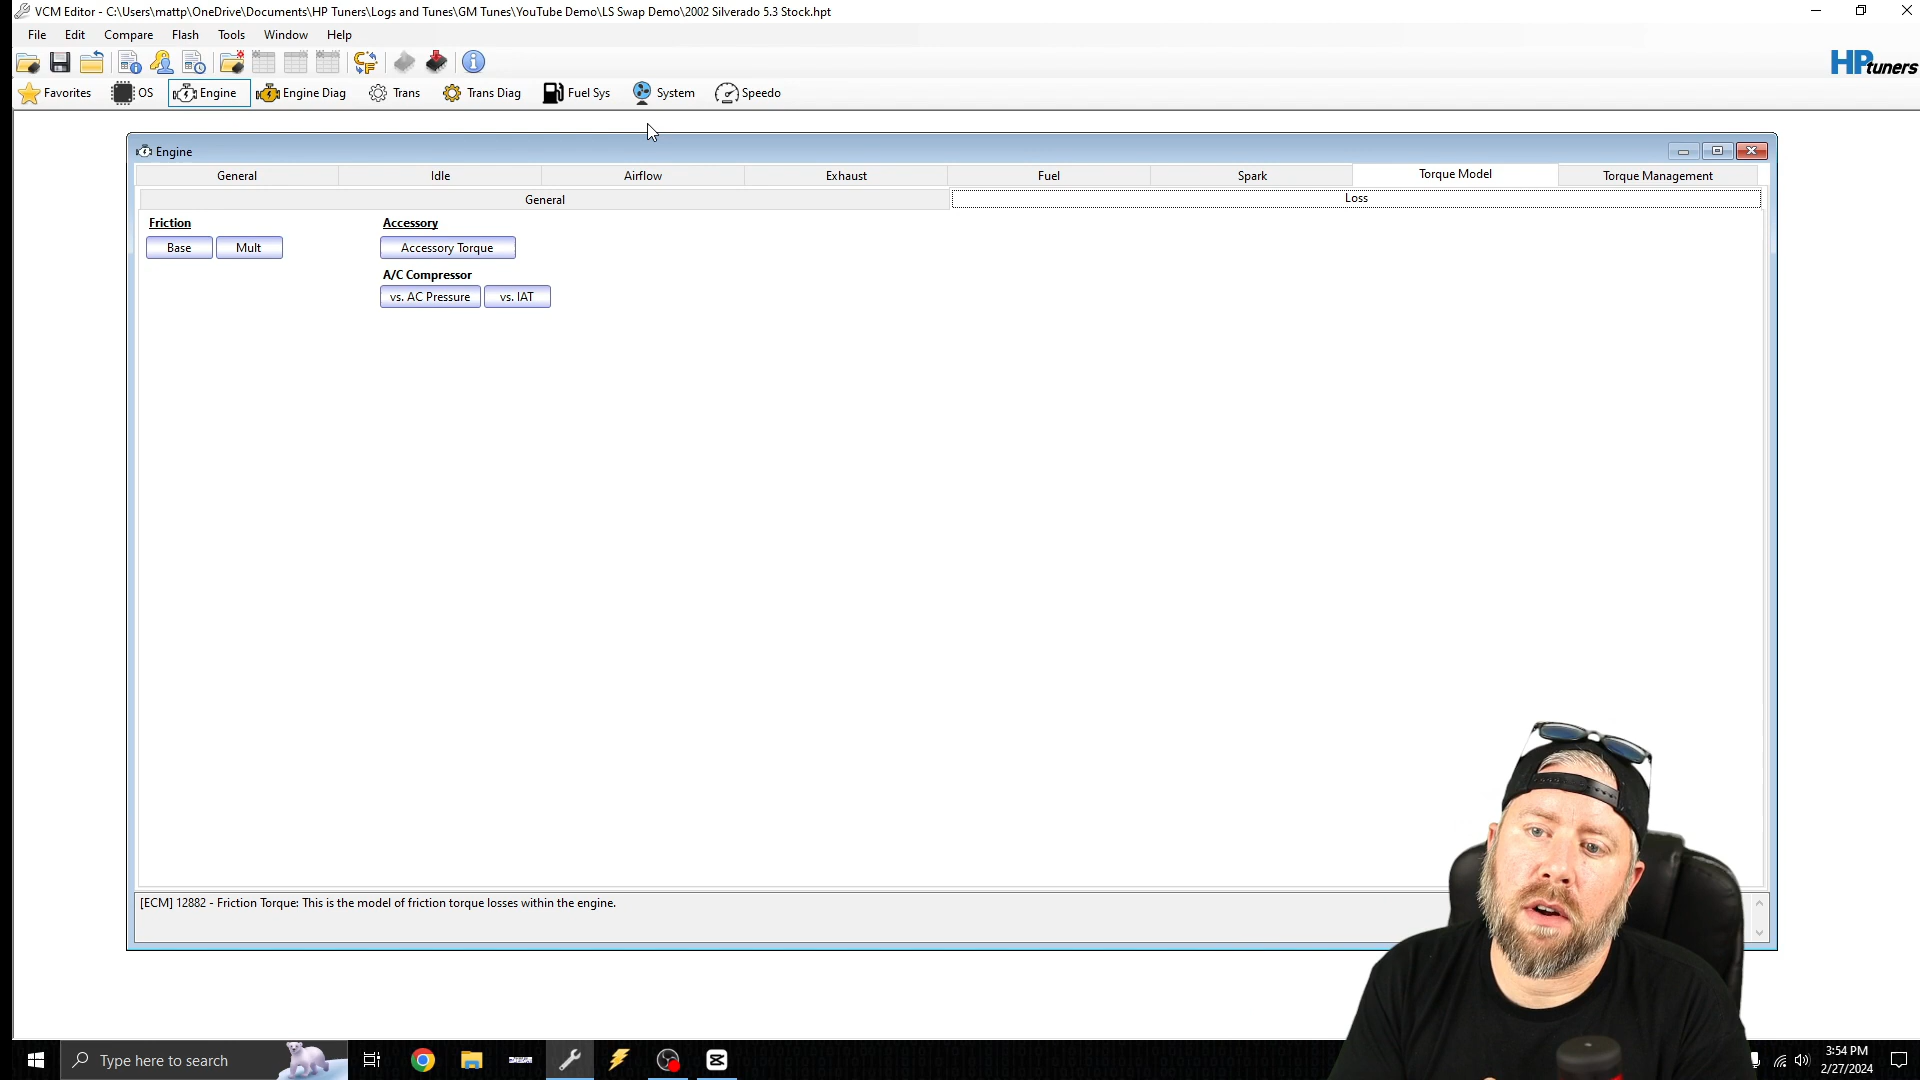 VCM Editor - C:\Users\mattp\OneDrive\Documents\HP Tuners\Logs and Tunes\GM Tunes\YouTube Demo\LS Swap Demo\2002 Silverado 5.3 Stock.hpt
File Edit Compare Flash Tools Window Help
HPtuners
Favorites OS Engine Engine Diag Trans Trans Diag Fuel Sys System Speedo
Engine
General Idle Airflow Exhaust Fuel Spark Torque Model Torque Management
General Loss
Friction Accessory
Base Mult Accessory Torque
A/C Compressor
vs. AC Pressure vs. IAT
[ECM] 12882 - Friction Torque: This is the model of friction torque losses within the engine.
Type here to search
3:54 PM
2/27/2024